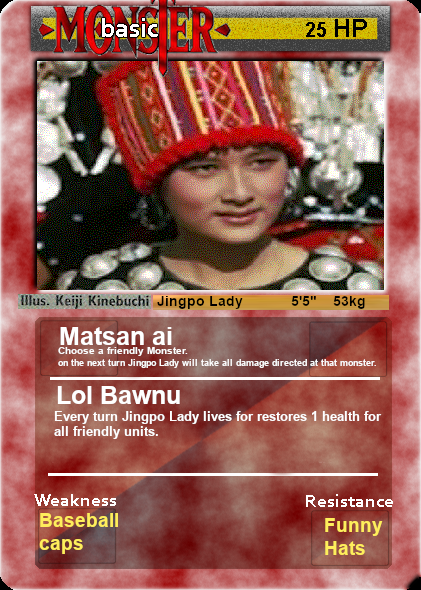 MONSTER
basic
25 HP
Illus. Keiji Kinebuchi Jingpo Lady 5'5" 53kg
Matsan ai
Choose a friendly Monster.
on the next turn Jingpo Lady will take all damage directed at that monster.
Lol Bawnu
Every turn Jingpo Lady lives for restores 1 health for
all friendly units.
Weakness
Resistance
Baseball
caps
Funny
Hats